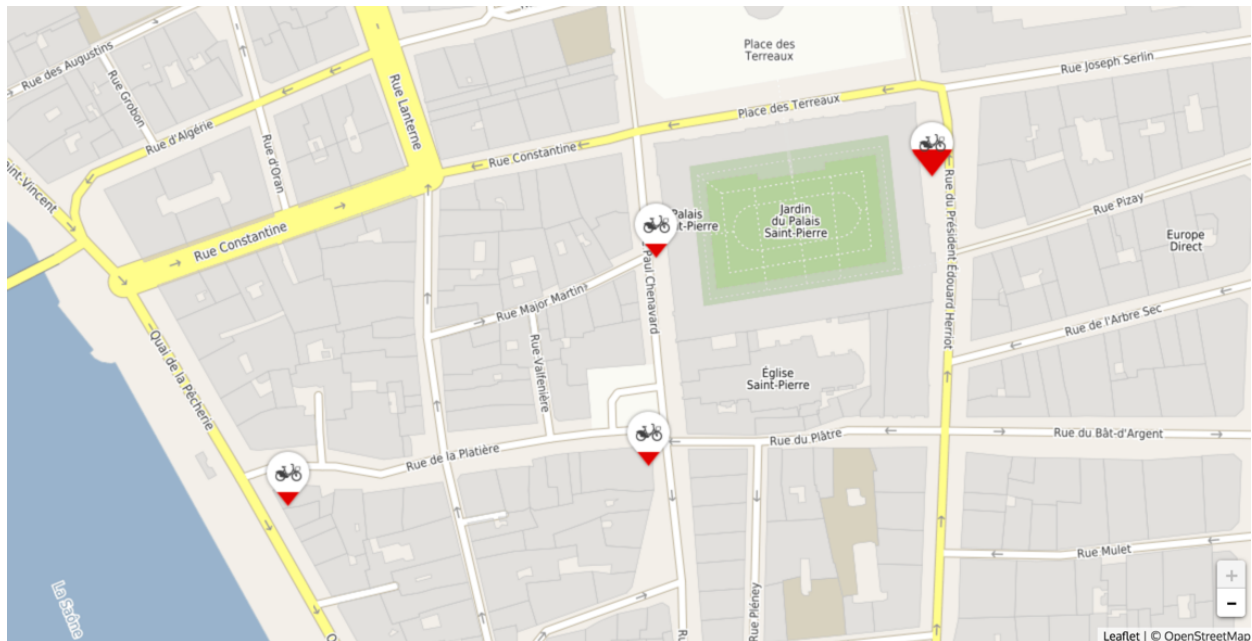 Place des
Terreaux
Rue Joseph Serlin
Rue des Augustins
Rue Grobon
Rue d'Algérie
Rue Lanterne
Place des Terreaux
Rue d'Oran
Rue Constantine
Saint-Vincent
Rue Constantine
Palais
Jardin
du Palais
Saint-Pierre
Rue Pizay
Europe
Direct
Rue du Président Édouard Herriot
Paul Chenavard
Rue Major Martin
Rue Valfenière
Rue de l'Arbre Sec
Quai de la Pêcherie
Église
Saint-Pierre
Rue de la Platière
Rue du Plâtre
Rue du Bât-d'Argent
Rue Mulet
La Saône
Rue Pléney
+
-
Leaflet | © OpenStreetMap